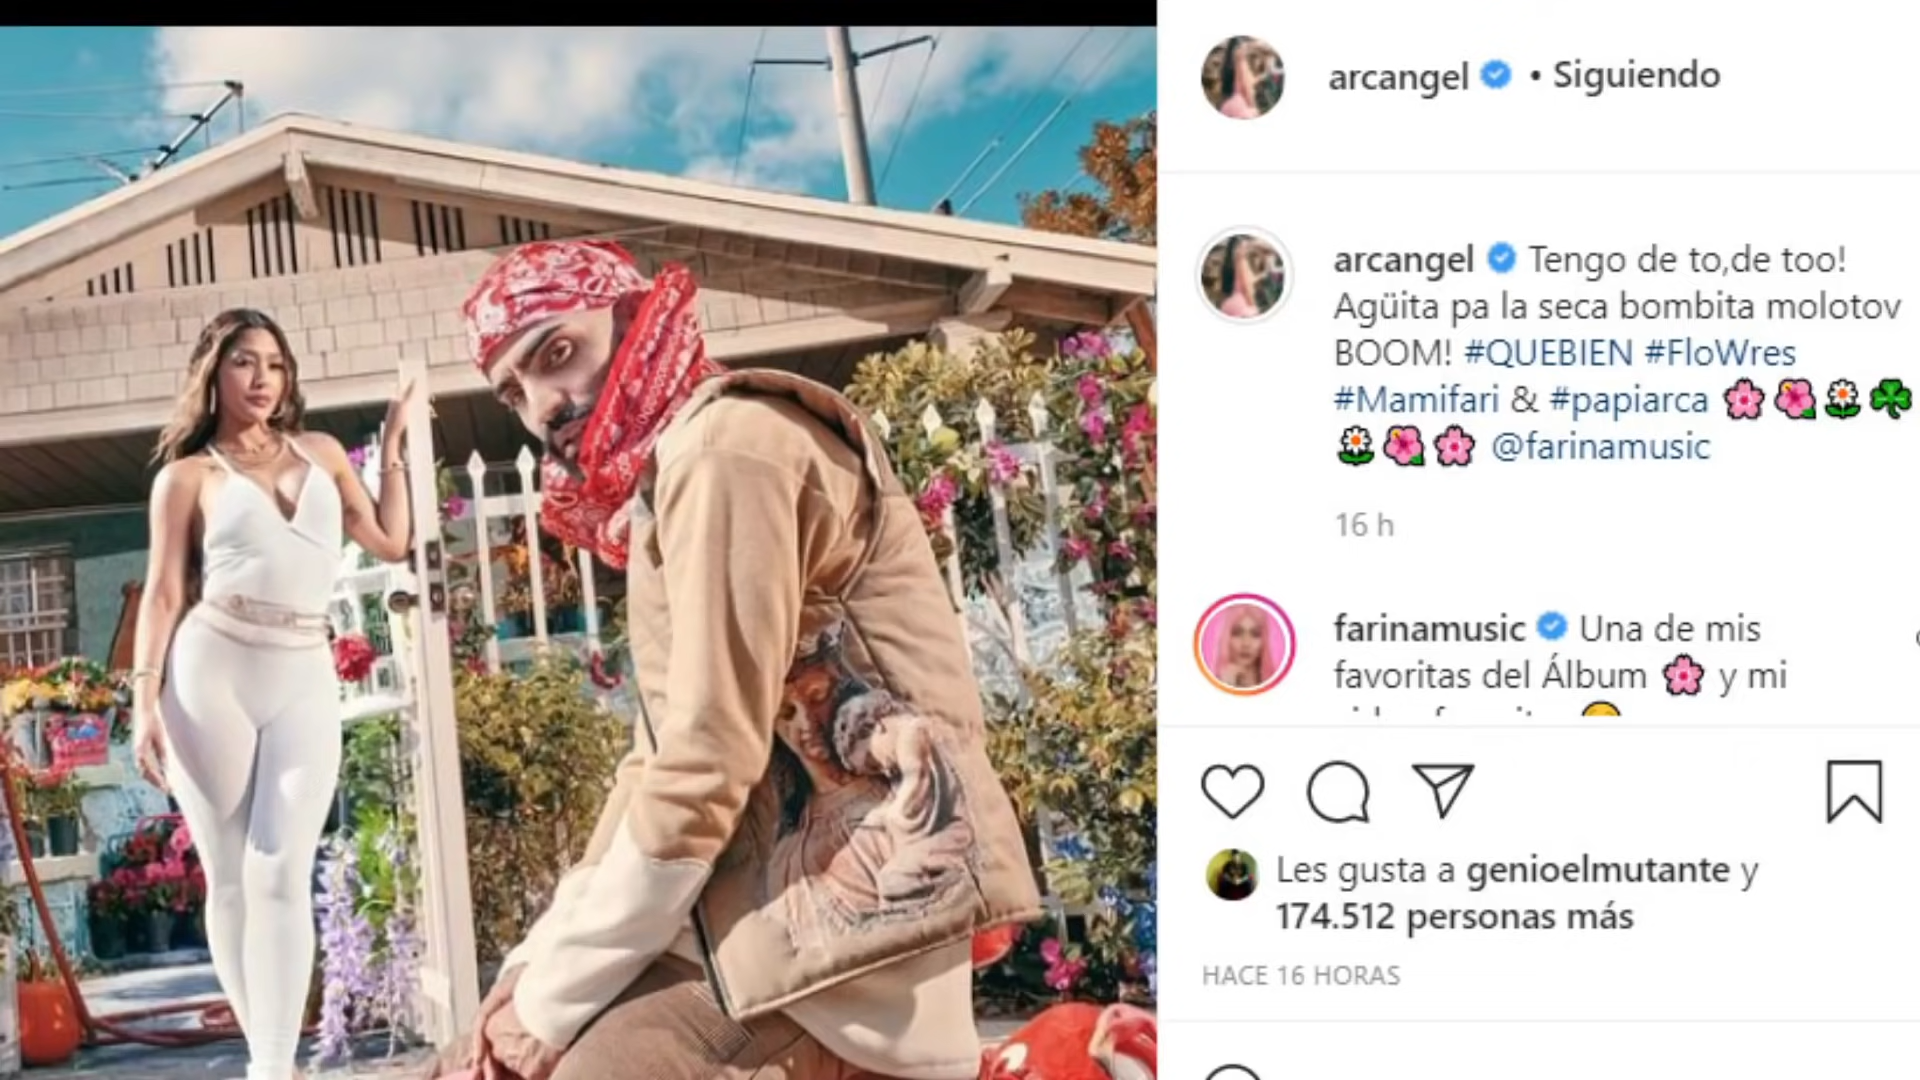 arcangel • Siguiendo
arcangel Tengo de to,de too!
Agüita pa la seca bombita molotov
BOOM! #QUEBIEN #FloWres
#Mamifari & #papiarca 🌸🌺🌼☘️
🌼🌺🌸 @farinamusic
16 h
farinamusic Una de mis
favoritas del Álbum 🌸 y mi
Les gusta a genioelmutante y
174.512 personas más
HACE 16 HORAS